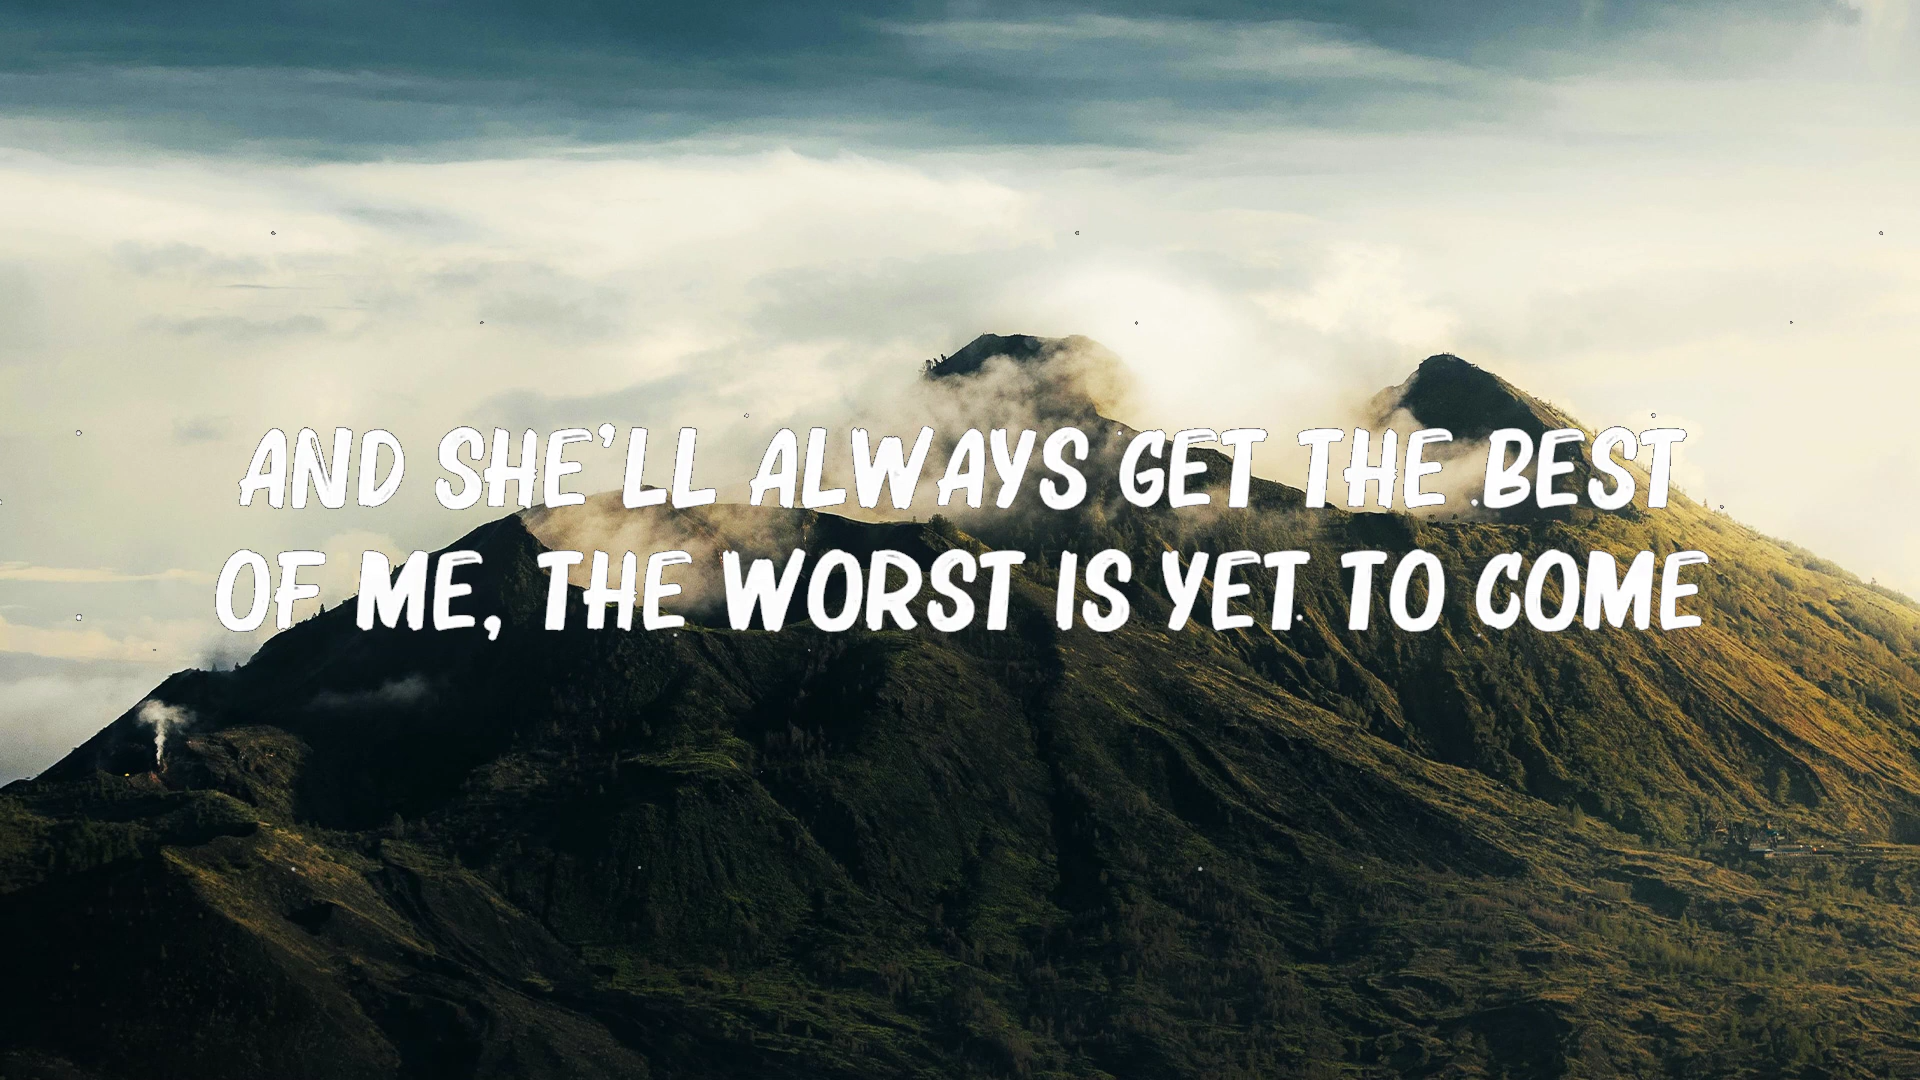 AND SHE'LL ALWAYS GET THE BEST
OF ME, THE WORST IS YET TO COME